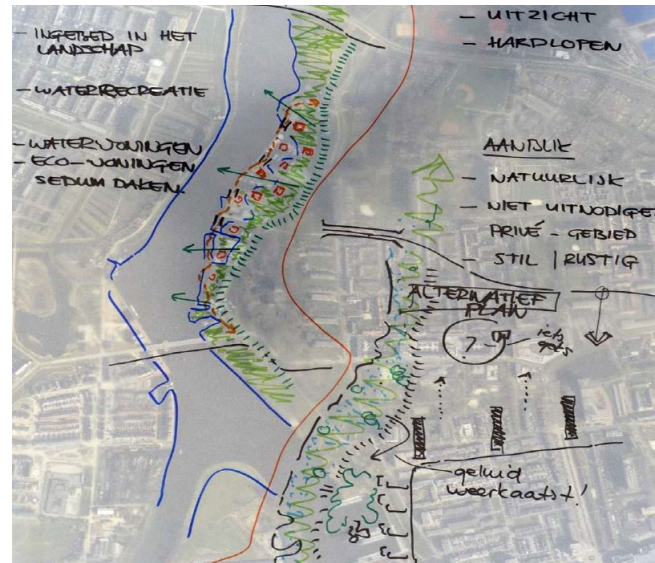 - INGEBED IN HET
LANDSCHAP
- WATERRECREATIE
- WATERWONINGEN
- ECO-WONINGEN
SEDUM DAKEN.
- UITZICHT
- HARDLOPEN
AANBLIK
- NATUURLIJK
- NIET UITNODIGEN
PRIVÉ-GEBIED
- STIL / RUSTIG
ALTERNATIEF
PLAN
?
iets
geluid
weerkaatst!